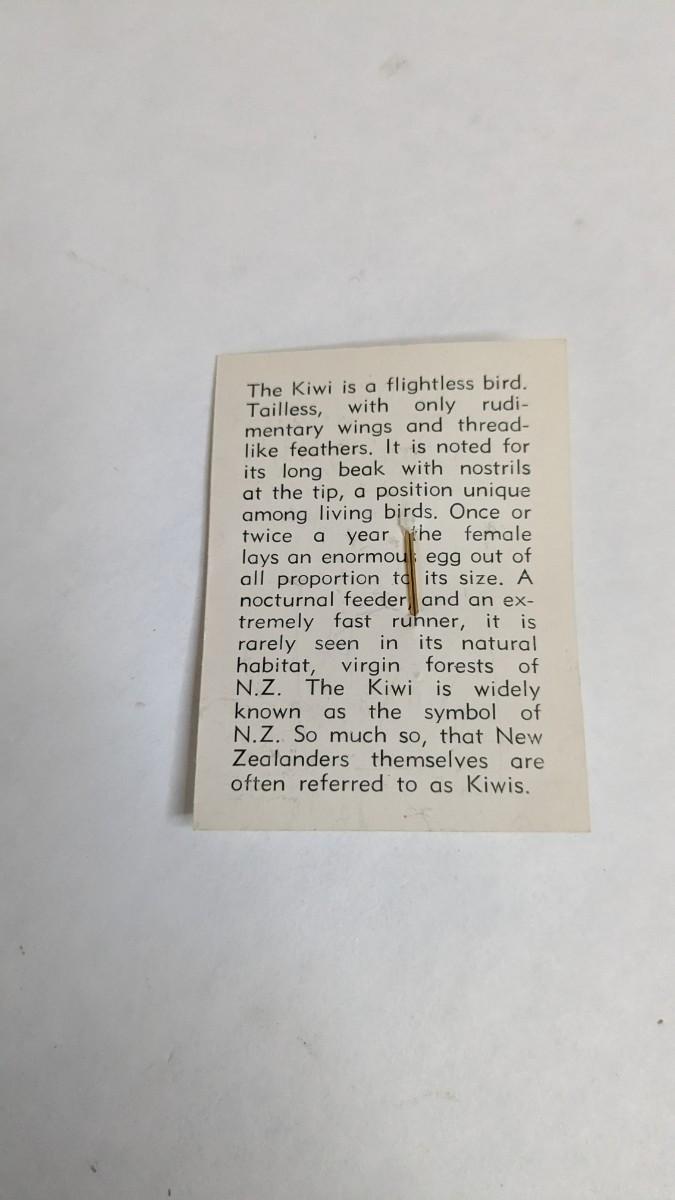 The Kiwi is a flightless bird.
Tailless, with only rudi-
mentary wings and thread-
like feathers. It is noted for
its long beak with nostrils
at the tip, a position unique
among living birds. Once or
twice a year the female
lays an enormous egg out of
all proportion to its size. A
nocturnal feeder, and an ex-
tremely fast runner, it is
rarely seen in its natural
habitat, virgin forests of
N.Z. The Kiwi is widely
known as the symbol of
N.Z. So much so, that New
Zealanders themselves are
often referred to as Kiwis.